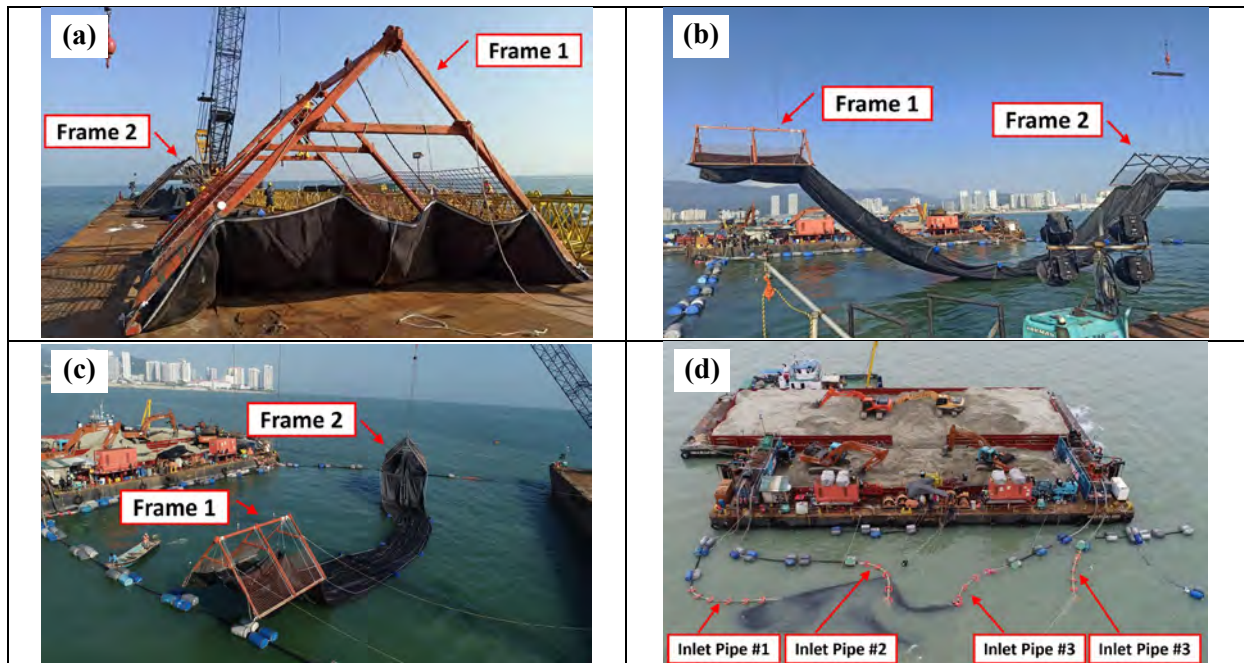 (a)
Frame 1
Frame 2
(b)
Frame 1
Frame 2
(c)
Frame 2
Frame 1
(d)
Inlet Pipe #1 Inlet Pipe #2 Inlet Pipe #3 Inlet Pipe #3